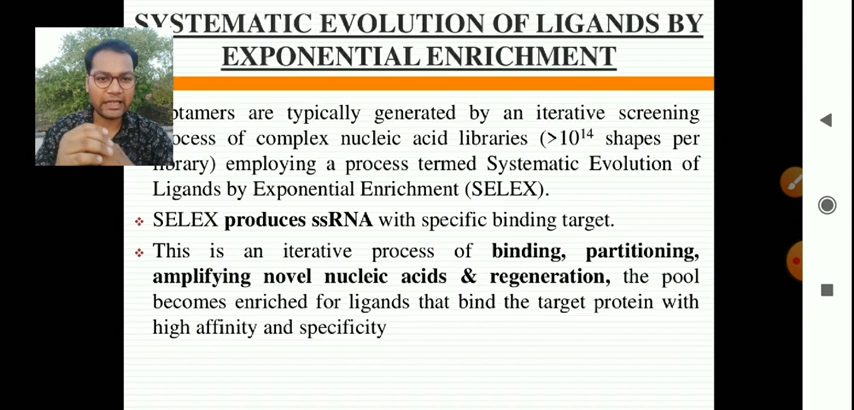 SYSTEMATIC EVOLUTION OF LIGANDS BY
EXPONENTIAL ENRICHMENT
are typically generated by an iterative screening
of complex nucleic acid libraries (>10¹⁴ shapes per
employing a process termed Systematic Evolution of
Ligands by Exponential Enrichment (SELEX).
❖ SELEX produces ssRNA with specific binding target.
❖ This is an iterative process of binding, partitioning,
amplifying novel nucleic acids & regeneration, the pool
becomes enriched for ligands that bind the target protein with
high affinity and specificity